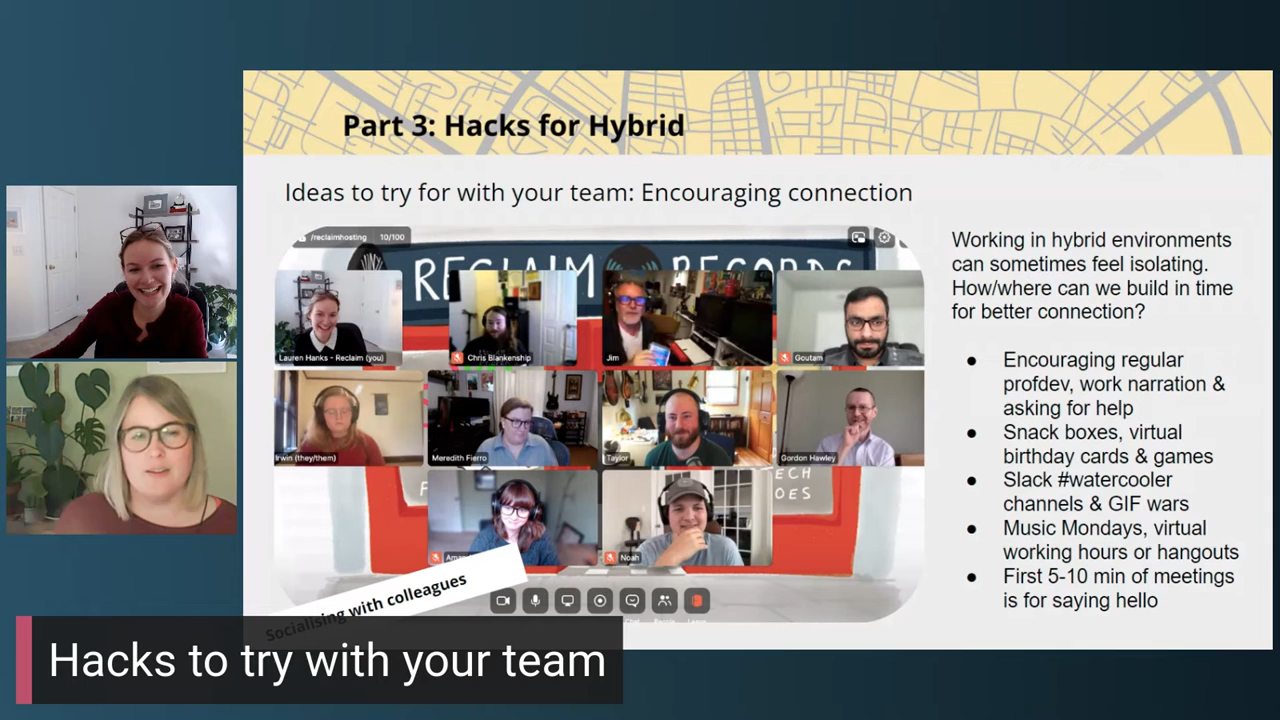 Part 3: Hacks for Hybrid
Ideas to try for with your team: Encouraging connection
/reclaimhosting 10/100
RECLAIM RECORDS
Lauren Hanks - Reclaim (you)
Chris Blankenship
Jim
Goutam
Irwin (they/them)
Meredith Fierro
Taylor
Gordon Hawley
TECH
Noah
Socialising with colleagues
Working in hybrid environments
can sometimes feel isolating.
How/where can we build in time
for better connection?
● Encouraging regular
profdev, work narration &
asking for help
● Snack boxes, virtual
birthday cards & games
● Slack #watercooler
channels & GIF wars
● Music Mondays, virtual
working hours or hangouts
● First 5-10 min of meetings
is for saying hello
Hacks to try with your team